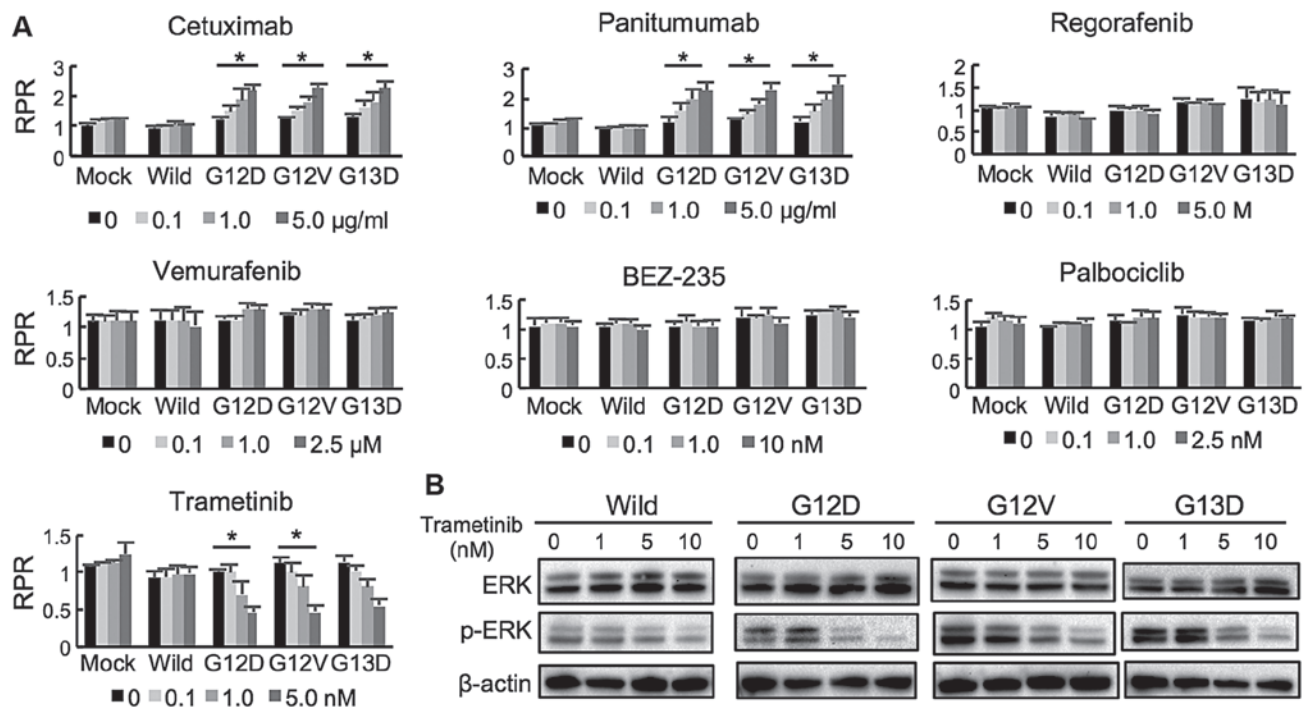 A
Cetuximab
RPR
3
2
1
0
Mock Wild G12D G12V G13D
* * *
0 0.1 1.0 5.0 µg/ml
Panitumumab
3
2
1
0
Mock Wild G12D G12V G13D
* * *
0 0.1 1.0 5.0 µg/ml
Regorafenib
2
1.5
1
0.5
0
Mock Wild G12D G12V G13D
0 0.1 1.0 5.0 M
Vemurafenib
RPR
1.5
1
0.5
0
Mock Wild G12D G12V G13D
0 0.1 1.0 2.5 µM
BEZ-235
1.5
1
0.5
0
Mock Wild G12D G12V G13D
0 0.1 1.0 10 nM
Palbociclib
1.5
1
0.5
0
Mock Wild G12D G12V G13D
0 0.1 1.0 2.5 nM
Trametinib
RPR
1.5
1
0.5
0
Mock Wild G12D G12V G13D
* *
0 0.1 1.0 5.0 nM
B
Wild G12D G12V G13D
Trametinib
(nM)
0 1 5 10 0 1 5 10 0 1 5 10 0 1 5 10
ERK
p-ERK
β-actin